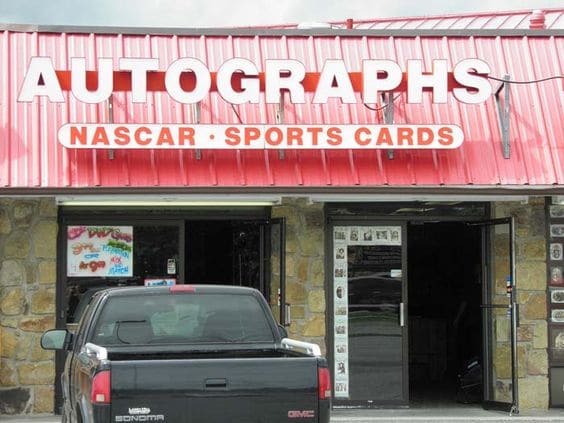 AUTOGRAPHS
NASCAR · SPORTS CARDS
SONOMA
GMC